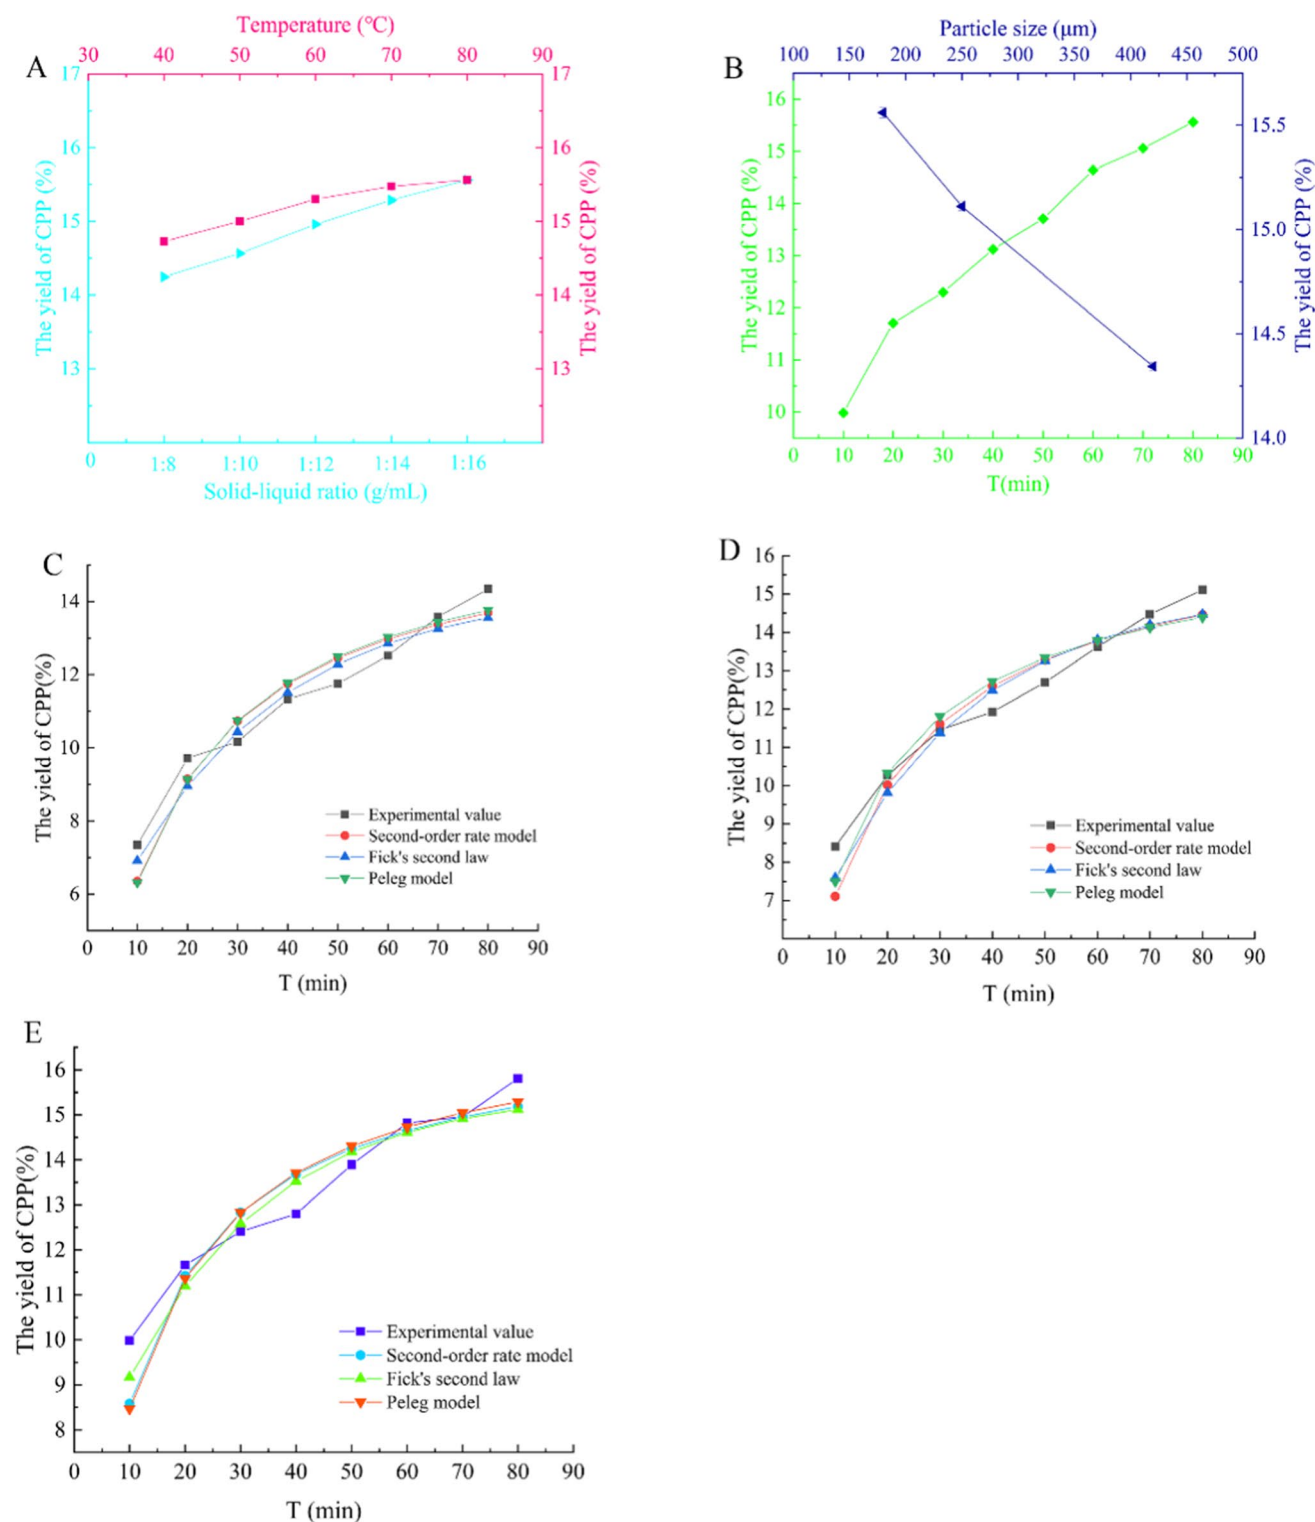 A
Temperature (℃)
30 40 50 60 70 80 90
17 16 15 14 13
The yield of CPP (%)
17 16 15 14 13
The yield of CPP (%)
0 1:8 1:10 1:12 1:14 1:16
Solid-liquid ratio (g/mL)
B
Particle size (μm)
100 150 200 250 300 350 400 450 500
16 15 14 13 12 11 10
The yield of CPP (%)
15.5 15.0 14.5 14.0
The yield of CPP (%)
0 10 20 30 40 50 60 70 80 90
T(min)
C
14 12 10 8 6
The yield of CPP(%)
Experimental value
Second-order rate model
Fick's second law
Peleg model
0 10 20 30 40 50 60 70 80 90
T (min)
D
16 15 14 13 12 11 10 9 8 7
The yield of CPP(%)
Experimental value
Second-order rate model
Fick's second law
Peleg model
0 10 20 30 40 50 60 70 80 90
T (min)
E
16 15 14 13 12 11 10 9 8
The yield of CPP(%)
Experimental value
Second-order rate model
Fick's second law
Peleg model
0 10 20 30 40 50 60 70 80 90
T (min)